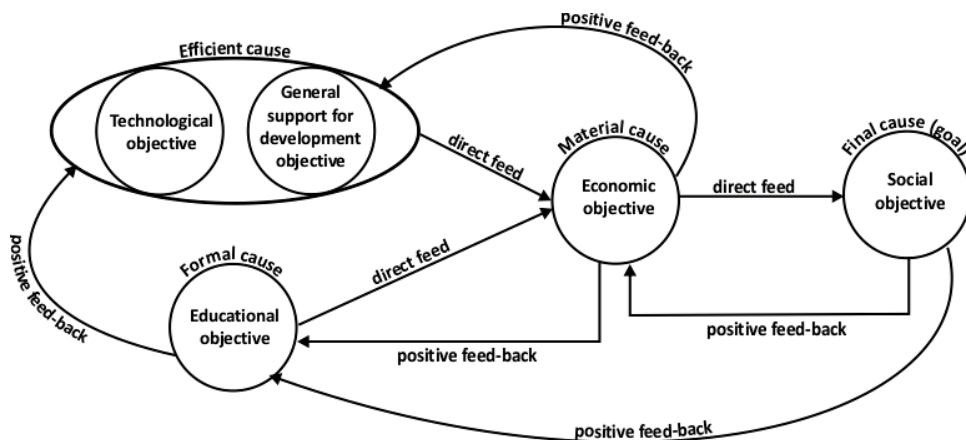 positive feed-back
Efficient cause
Technological
objective
General
support for
development
objective
direct feed
Material cause
Economic
objective
direct feed
Final cause (goal)
Social
objective
positive feed-back
Formal cause
Educational
objective
direct feed
positive feed-back
positive feed-back
positive feed-back